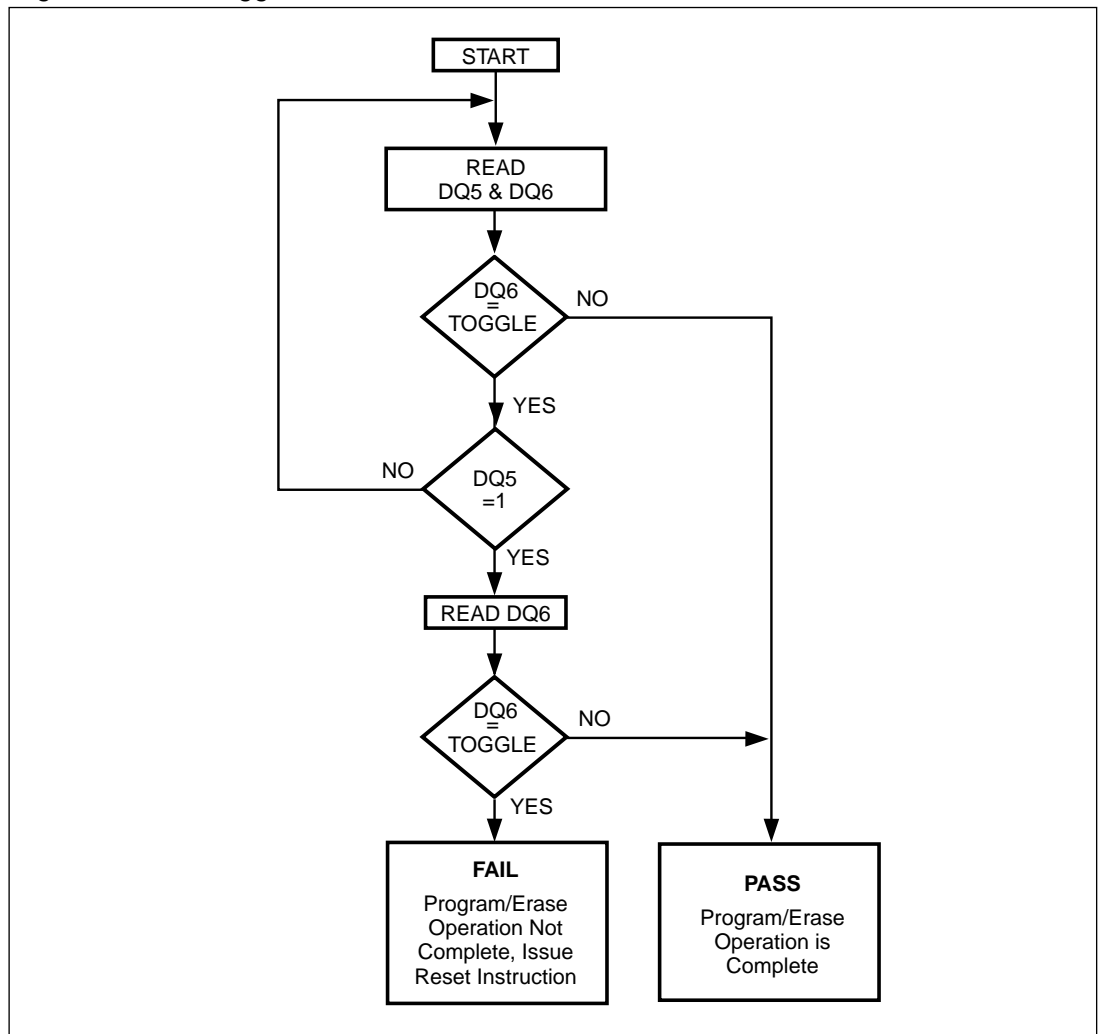 START
READ
DQ5 & DQ6
DQ6
=
TOGGLE
NO
YES
NO
DQ5
=1
YES
READ DQ6
DQ6
=
TOGGLE
NO
YES
FAIL
Program/Erase
Operation Not
Complete, Issue
Reset Instruction
PASS
Program/Erase
Operation is
Complete